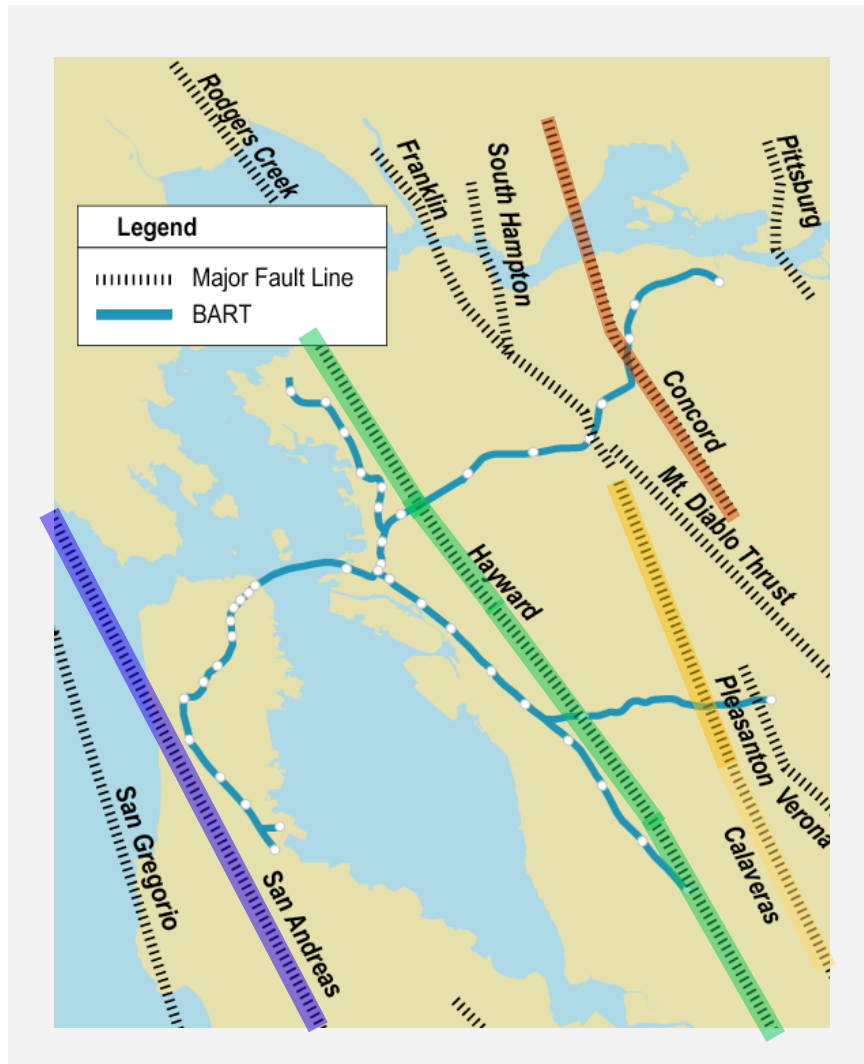 Rodgers Creek
Franklin
South Hampton
Pittsburg
Legend
Major Fault Line
BART
Concord
Mt. Diablo Thrust
Hayward
Pleasanton
Verona
Calaveras
San Gregorio
San Andreas